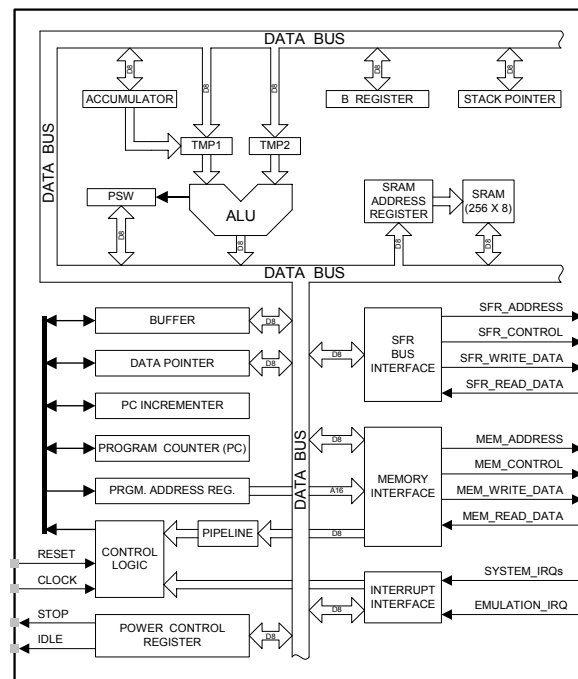 DATA BUS
D8
D8
D8
D8
D8
ACCUMULATOR
B REGISTER
STACK POINTER
DATA BUS
TMP1
TMP2
PSW
ALU
SRAM
ADDRESS
REGISTER
SRAM
(256 X 8)
D8
D8
D8
D8
DATA BUS
BUFFER
D8
DATA POINTER
D8
PC INCREMENTER
PROGRAM COUNTER (PC)
PRGM. ADDRESS REG.
A16
DATA BUS
D8
SFR
BUS
INTERFACE
SFR_ADDRESS
SFR_CONTROL
SFR_WRITE_DATA
SFR_READ_DATA
D8
MEMORY
INTERFACE
MEM_ADDRESS
MEM_CONTROL
MEM_WRITE_DATA
MEM_READ_DATA
RESET
CLOCK
CONTROL
LOGIC
PIPELINE
D8
INTERRUPT
INTERFACE
D8
SYSTEM_IRQs
EMULATION_IRQ
STOP
IDLE
POWER CONTROL
REGISTER
D8